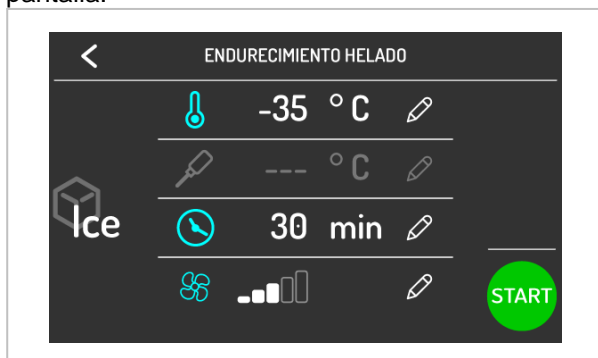 pantalla.
ENDURECIMIENTO HELADO
-35 °C
--- °C
Ice
30 min
START